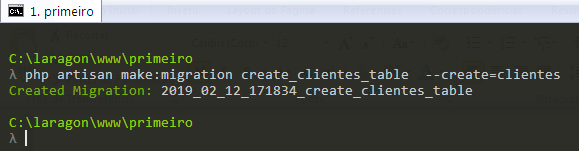 1. primeiro
C:\laragon\www\primeiro
λ php artisan make:migration create_clientes_table  --create=clientes
Created Migration: 2019_02_12_171834_create_clientes_table
C:\laragon\www\primeiro
λ